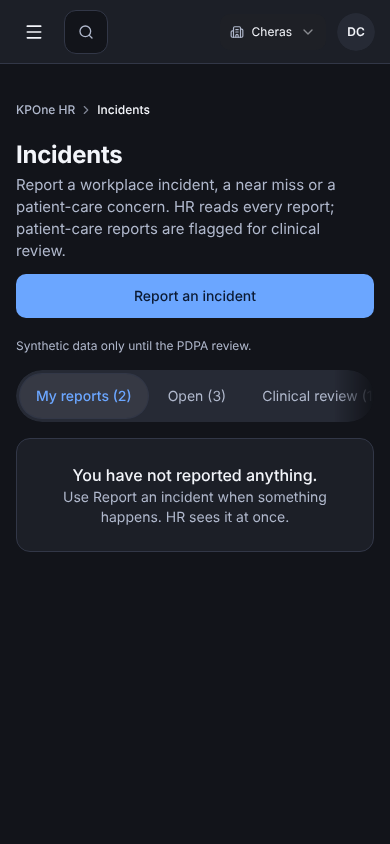 Cheras
DC
KPOne HR > Incidents
Incidents
Report a workplace incident, a near miss or a
patient-care concern. HR reads every report;
patient-care reports are flagged for clinical
review.
Report an incident
Synthetic data only until the PDPA review.
My reports (2) Open (3) Clinical review
You have not reported anything.
Use Report an incident when something
happens. HR sees it at once.